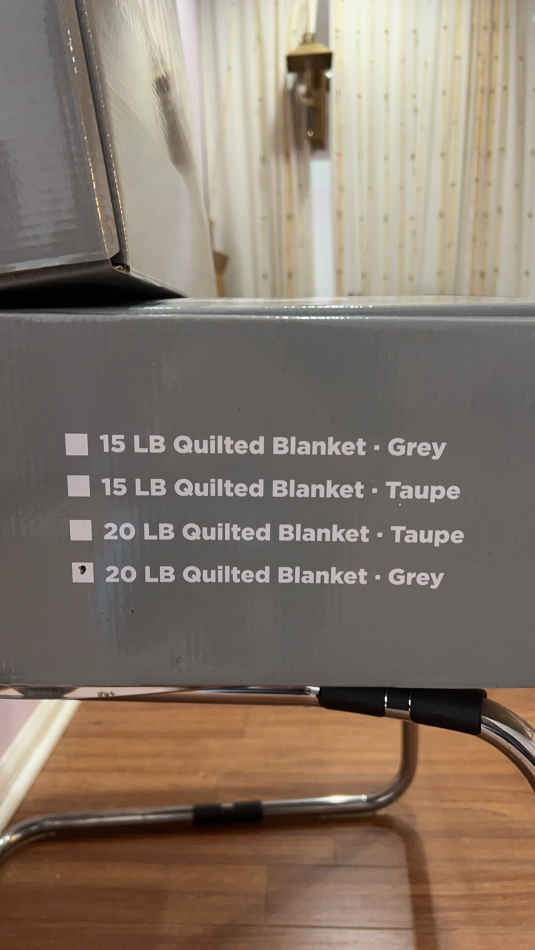 15 LB Quilted Blanket · Grey
15 LB Quilted Blanket · Taupe
20 LB Quilted Blanket · Taupe
20 LB Quilted Blanket · Grey